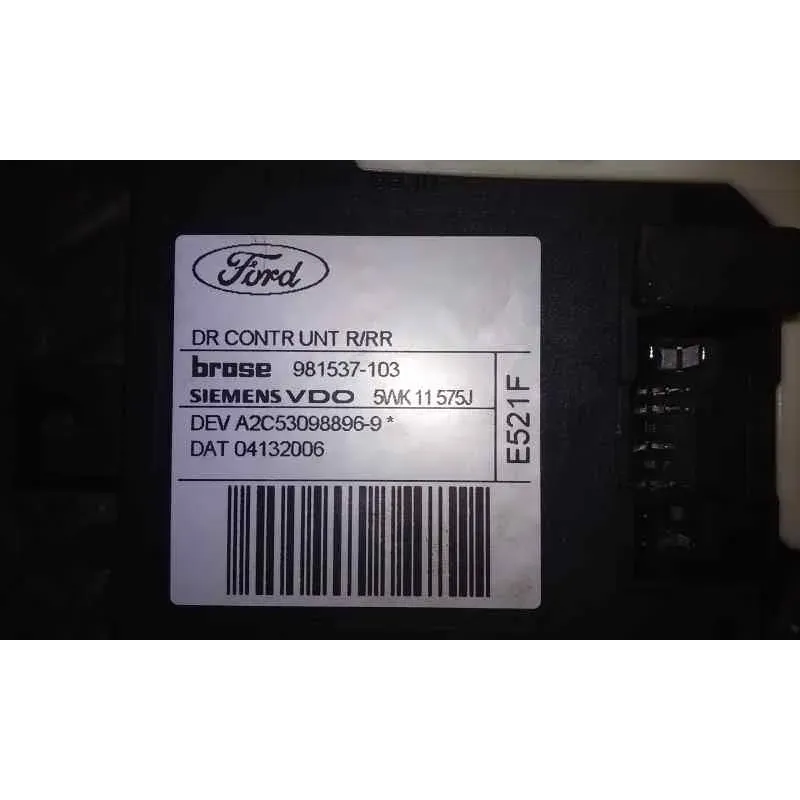 Ford
DR CONTR UNT R/RR
brose 981537-103
SIEMENS VDO 5WK 11 575J
DEV A2C53098896-9 *
DAT 04132006
E521F